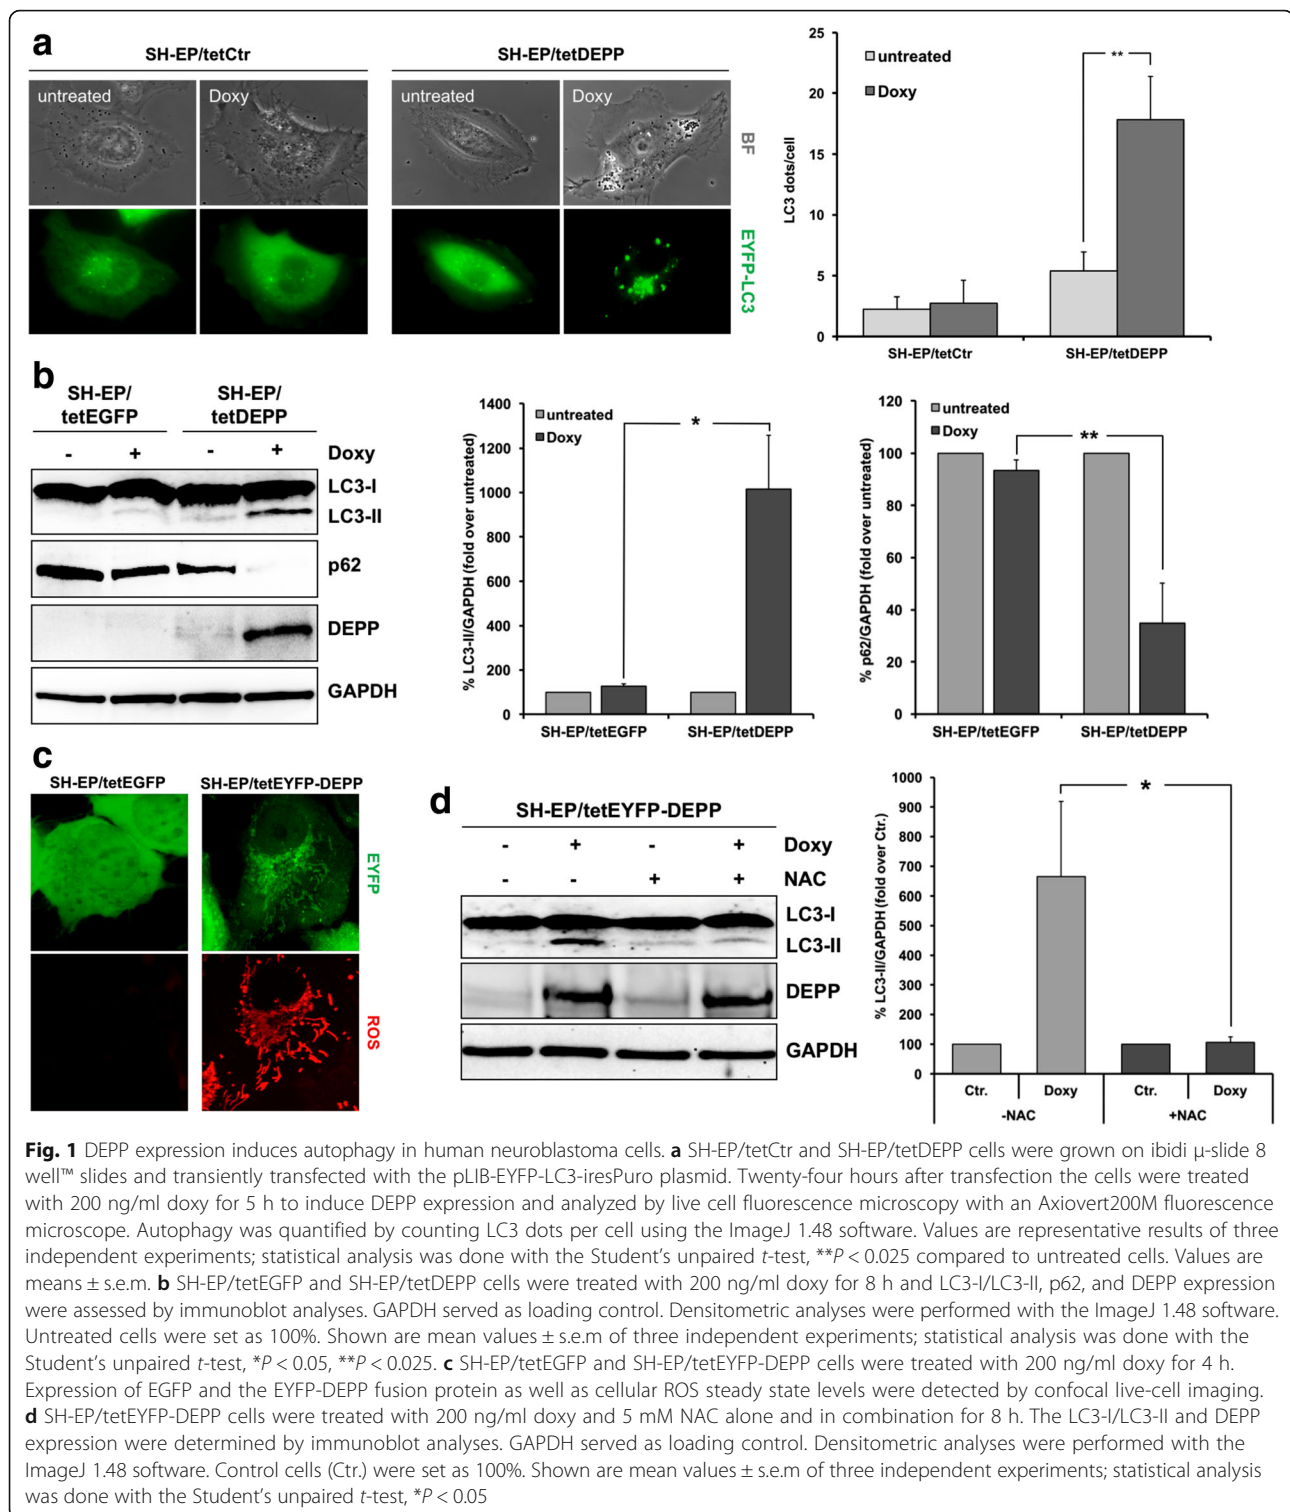 a
SH-EP/tetCtr
SH-EP/tetDEPP
untreated
Doxy
untreated
Doxy
BF
EYFP-LC3
25
20
15
10
5
0
LC3 dots/cell
untreated
Doxy
**
SH-EP/tetCtr
SH-EP/tetDEPP
b
SH-EP/
tetEGFP
SH-EP/
tetDEPP
- + - + Doxy
LC3-I
LC3-II
p62
DEPP
GAPDH
1400
1200
1000
800
600
400
200
0
% LC3-II/GAPDH (fold over untreated)
untreated
Doxy
*
SH-EP/tetEGFP
SH-EP/tetDEPP
120
100
80
60
40
20
0
% p62/GAPDH (fold over untreated)
untreated
Doxy
**
SH-EP/tetEGFP
SH-EP/tetDEPP
c
SH-EP/tetEGFP
SH-EP/tetEYFP-DEPP
EYFP
ROS
d
SH-EP/tetEYFP-DEPP
- + - + Doxy
- - + + NAC
LC3-I
LC3-II
DEPP
GAPDH
1000
900
800
700
600
500
400
300
200
100
0
% LC3-II/GAPDH (fold over Ctr.)
*
Ctr. Doxy Ctr. Doxy
-NAC +NAC
Fig. 1 DEPP expression induces autophagy in human neuroblastoma cells. a SH-EP/tetCtr and SH-EP/tetDEPP cells were grown on ibidi μ-slide 8
well™ slides and transiently transfected with the pLIB-EYFP-LC3-iresPuro plasmid. Twenty-four hours after transfection the cells were treated
with 200 ng/ml doxy for 5 h to induce DEPP expression and analyzed by live cell fluorescence microscopy with an Axiovert200M fluorescence
microscope. Autophagy was quantified by counting LC3 dots per cell using the ImageJ 1.48 software. Values are representative results of three
independent experiments; statistical analysis was done with the Student's unpaired t-test, **P < 0.025 compared to untreated cells. Values are
means ± s.e.m. b SH-EP/tetEGFP and SH-EP/tetDEPP cells were treated with 200 ng/ml doxy for 8 h and LC3-I/LC3-II, p62, and DEPP expression
were assessed by immunoblot analyses. GAPDH served as loading control. Densitometric analyses were performed with the ImageJ 1.48 software.
Untreated cells were set as 100%. Shown are mean values ± s.e.m of three independent experiments; statistical analysis was done with the
Student's unpaired t-test, *P < 0.05, **P < 0.025. c SH-EP/tetEGFP and SH-EP/tetEYFP-DEPP cells were treated with 200 ng/ml doxy for 4 h.
Expression of EGFP and the EYFP-DEPP fusion protein as well as cellular ROS steady state levels were detected by confocal live-cell imaging.
d SH-EP/tetEYFP-DEPP cells were treated with 200 ng/ml doxy and 5 mM NAC alone and in combination for 8 h. The LC3-I/LC3-II and DEPP
expression were determined by immunoblot analyses. GAPDH served as loading control. Densitometric analyses were performed with the
ImageJ 1.48 software. Control cells (Ctr.) were set as 100%. Shown are mean values ± s.e.m of three independent experiments; statistical analysis
was done with the Student's unpaired t-test, *P < 0.05